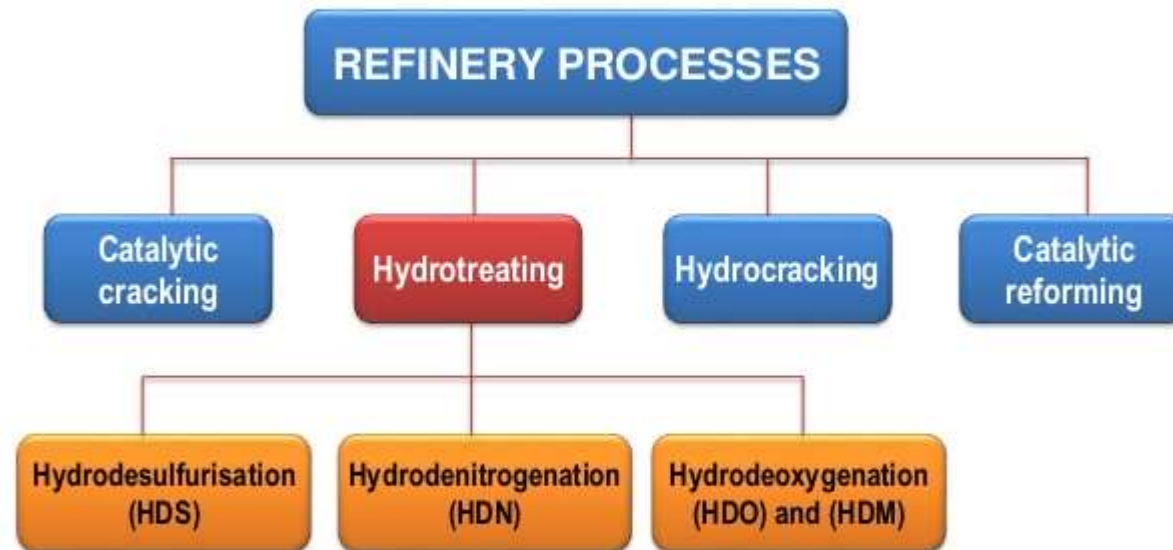 REFINERY PROCESSES
Catalytic
cracking
Hydrotreating
Hydrocracking
Catalytic
reforming
Hydrodesulfurisation
(HDS)
Hydrodenitrogenation
(HDN)
Hydrodeoxygenation
(HDO) and (HDM)